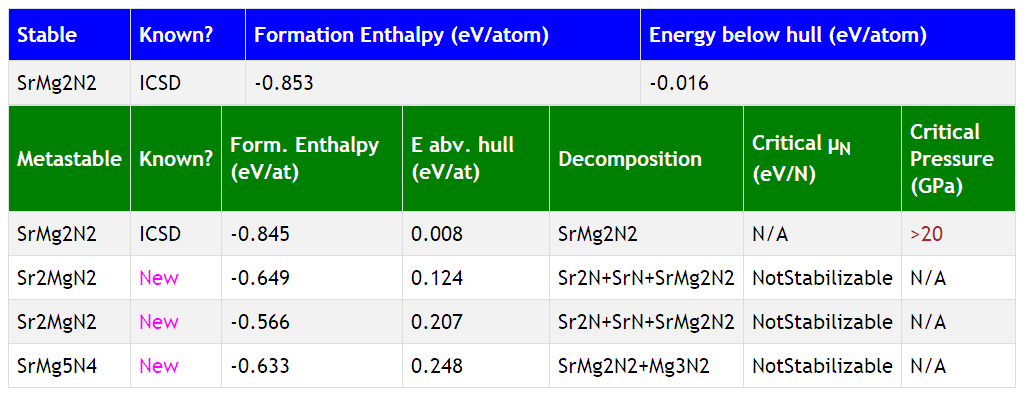 Stable Known? Formation Enthalpy (eV/atom) Energy below hull (eV/atom)
SrMg2N2 ICSD -0.853 -0.016
Metastable Known? Form. Enthalpy (eV/at) E abv. hull (eV/at) Decomposition Critical μN (eV/N) Critical Pressure (GPa)
SrMg2N2 ICSD -0.845 0.008 SrMg2N2 N/A >20
Sr2MgN2 New -0.649 0.124 Sr2N+SrN+SrMg2N2 NotStabilizable N/A
Sr2MgN2 New -0.566 0.207 Sr2N+SrN+SrMg2N2 NotStabilizable N/A
SrMg5N4 New -0.633 0.248 SrMg2N2+Mg3N2 NotStabilizable N/A